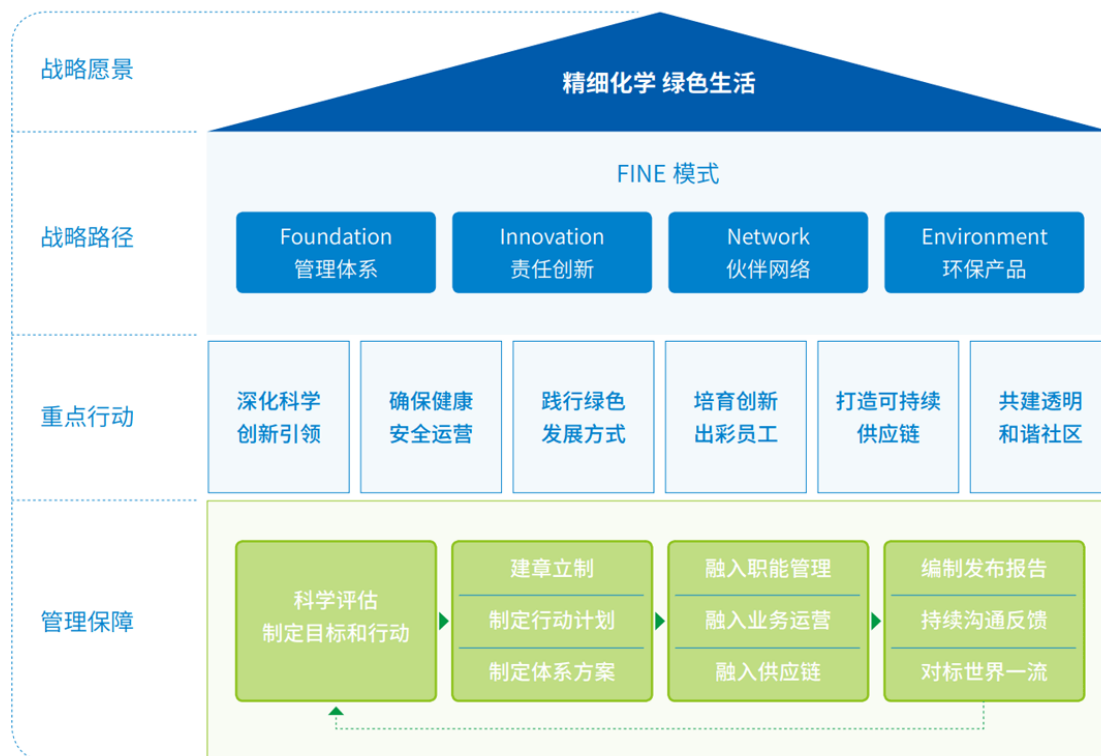 战略愿景
精细化学 绿色生活
战略路径
FINE 模式
Foundation
管理体系
Innovation
责任创新
Network
伙伴网络
Environment
环保产品
重点行动
深化科学
创新引领
确保健康
安全运营
践行绿色
发展方式
培育创新
出彩员工
打造可持续
供应链
共建透明
和谐社区
管理保障
科学评估
制定目标和行动
建章立制
制定行动计划
制定体系方案
融入职能管理
融入业务运营
融入供应链
编制发布报告
持续沟通反馈
对标世界一流